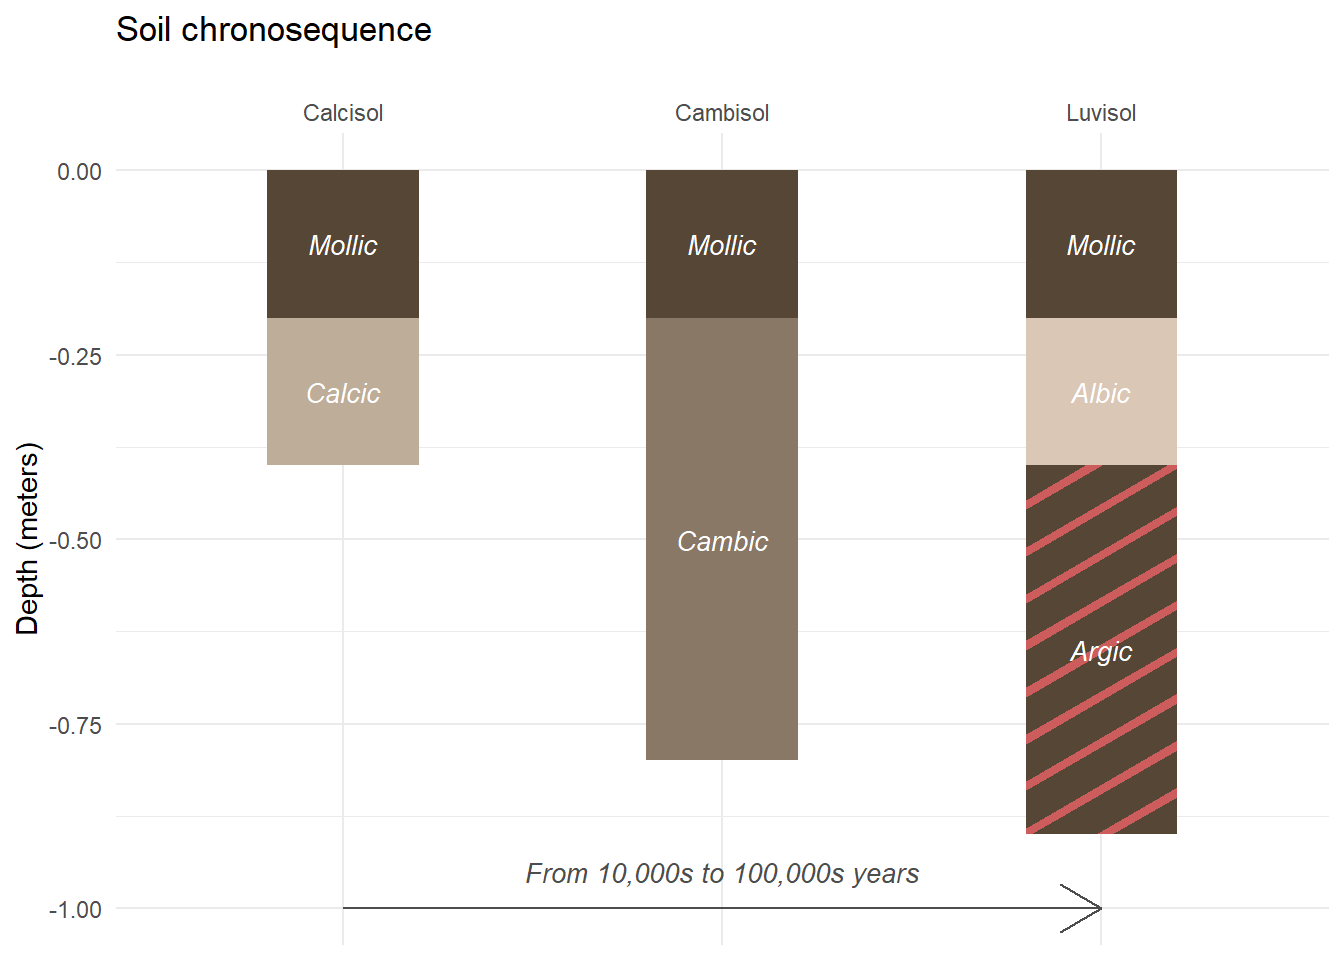 Soil chronosequence
Calcisol Cambisol Luvisol
0.00
Mollic Mollic Mollic
-0.25
Calcic Albic
Depth (meters)
-0.50
Cambic
Argic
-0.75
From 10,000s to 100,000s years
-1.00